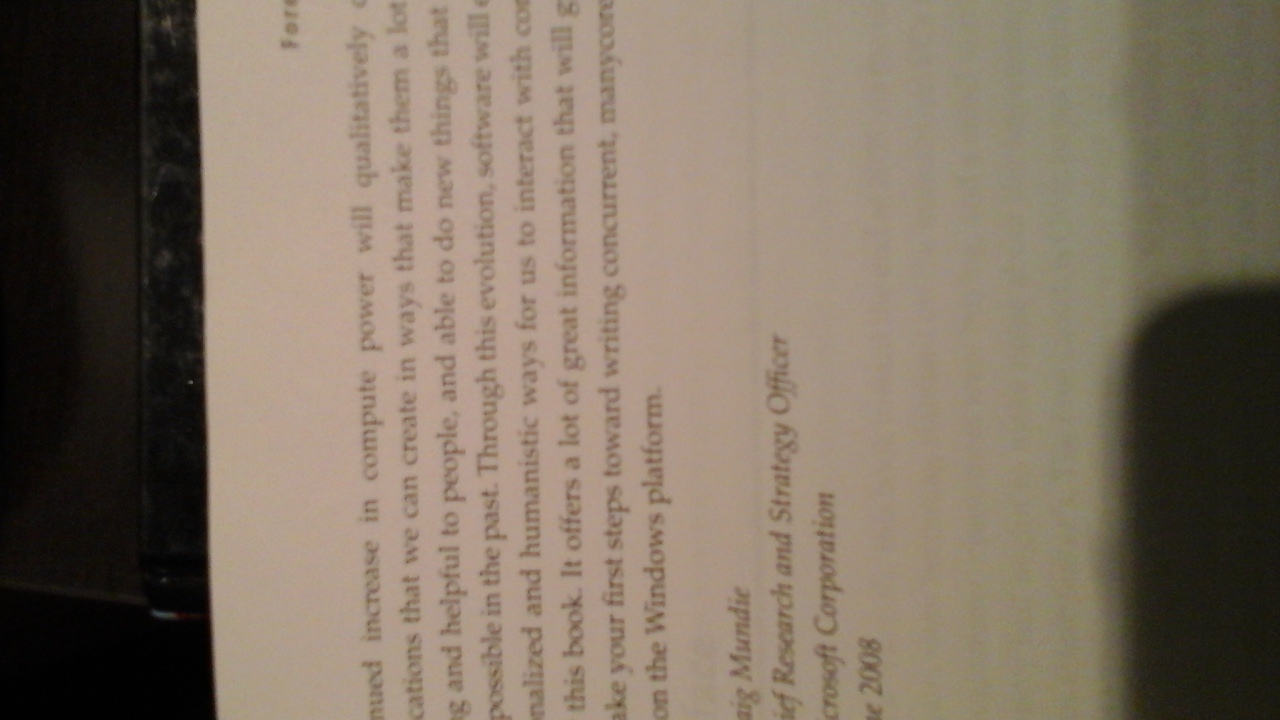 Fore
nued increase in compute power will qualitatively c
cations that we can create in ways that make them a lot
ng and helpful to people, and able to do new things that
possible in the past. Through this evolution, software will e
onalized and humanistic ways for us to interact with com
this book. It offers a lot of great information that will g
ake your first steps toward writing concurrent, manycore
on the Windows platform.
aig Mundie
ief Research and Strategy Officer
crosoft Corporation
ne 2008